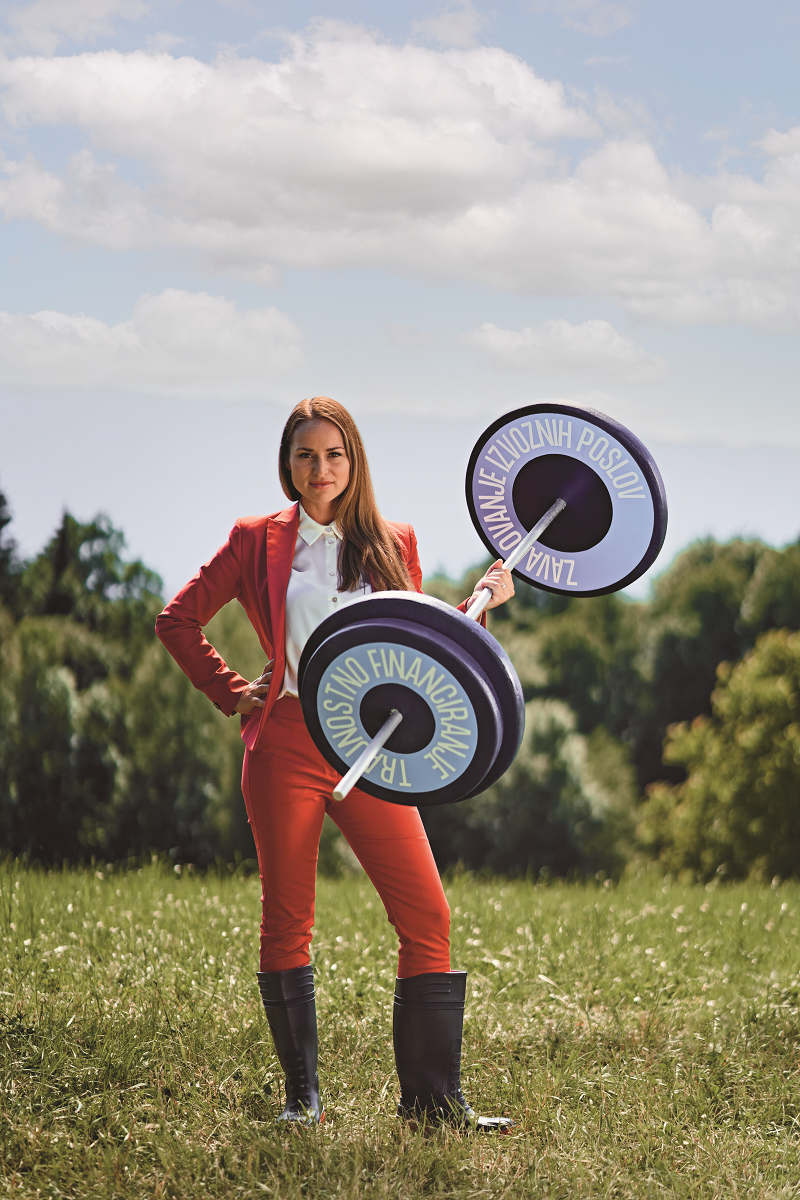 ZAVAROVANJE IZVOZNIH POSLOV
TRAJNOSTNO FINANCIRANJE